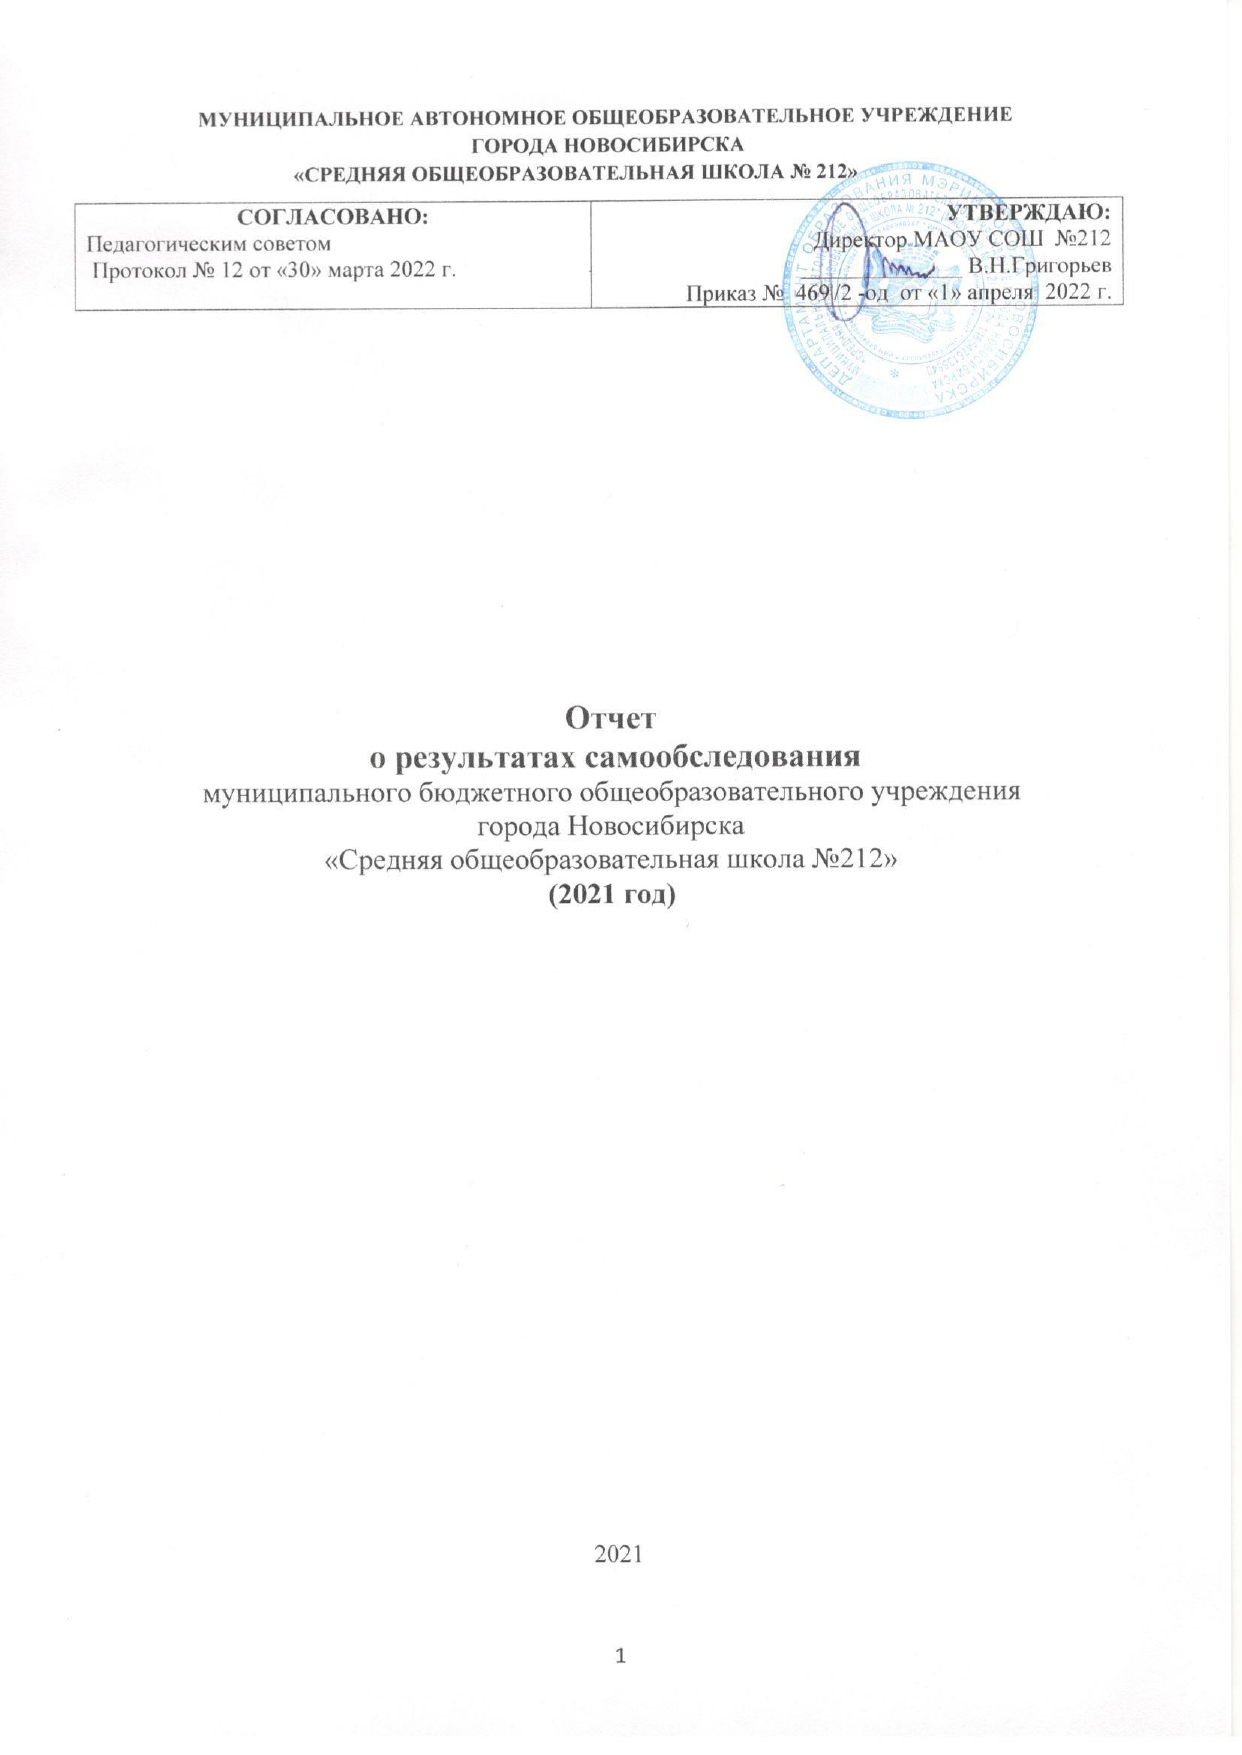 МУНИЦИПАЛЬНОЕ АВТОНОМНОЕ ОБЩЕОБРАЗОВАТЕЛЬНОЕ УЧРЕЖДЕНИЕ
ГОРОДА НОВОСИБИРСКА
«СРЕДНЯЯ ОБЩЕОБРАЗОВАТЕЛЬНАЯ ШКОЛА № 212»
СОГЛАСОВАНО:
Педагогическим советом
Протокол № 12 от «30» марта 2022 г.
УТВЕРЖДАЮ:
Директор МАОУ СОШ №212
В.Н.Григорьев
Приказ № 469/2 -од от «1» апреля 2022 г.
Отчет
о результатах самообследования
муниципального бюджетного общеобразовательного учреждения
города Новосибирска
«Средняя общеобразовательная школа №212»
(2021 год)
2021
1